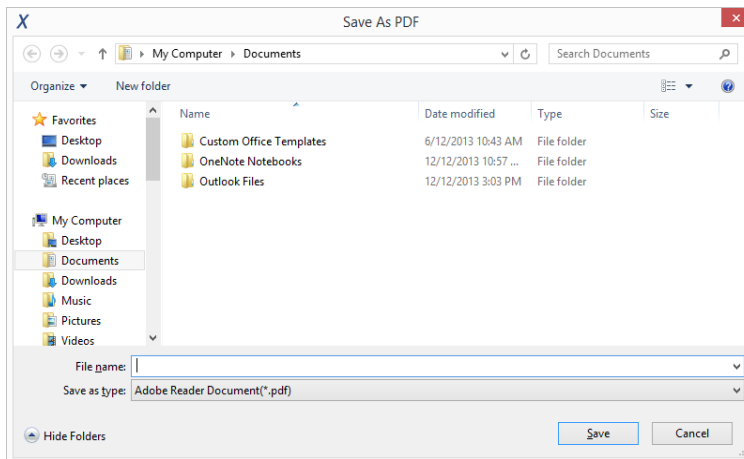 X Save As PDF
My Computer Documents Search Documents
Organize New folder
Favorites
Desktop
Downloads
Recent places
My Computer
Desktop
Documents
Downloads
Music
Pictures
Videos
Name Date modified Type Size
Custom Office Templates 6/12/2013 10:43 AM File folder
OneNote Notebooks 12/12/2013 10:57 ... File folder
Outlook Files 12/12/2013 3:03 PM File folder
File name:
Save as type: Adobe Reader Document(*.pdf)
Hide Folders Save Cancel